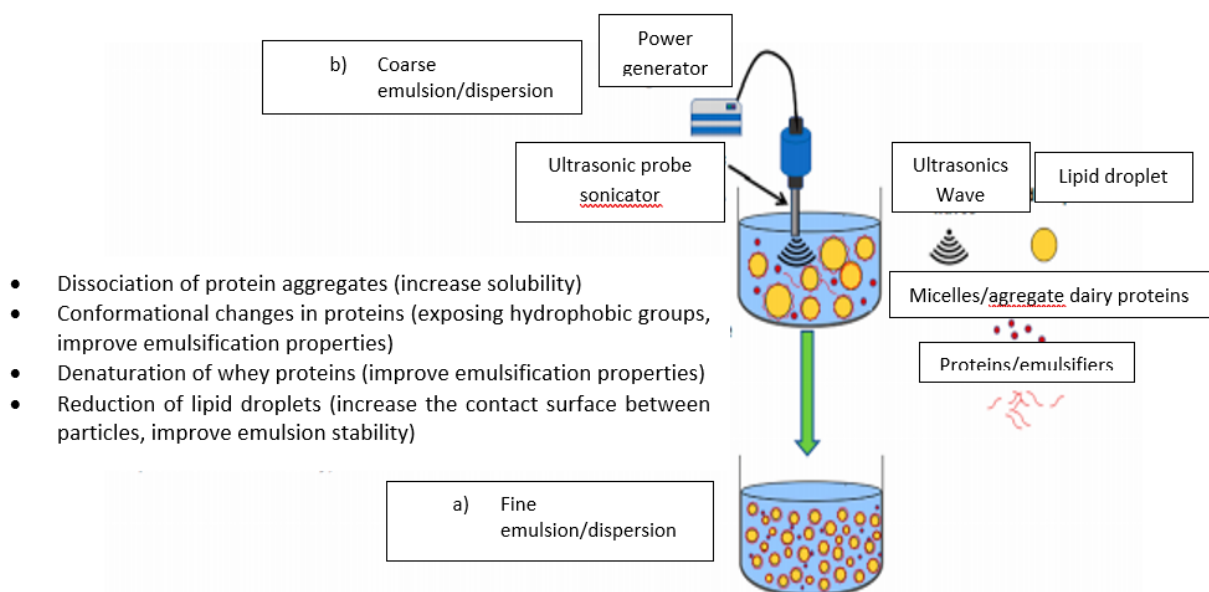 Power
generator
b) Coarse
emulsion/dispersion
Ultrasonic probe
sonicator
Ultrasonics
Wave
Lipid droplet
Micelles/agregate dairy proteins
Proteins/emulsifiers
• Dissociation of protein aggregates (increase solubility)
• Conformational changes in proteins (exposing hydrophobic groups,
improve emulsification properties)
• Denaturation of whey proteins (improve emulsification properties)
• Reduction of lipid droplets (increase the contact surface between
particles, improve emulsion stability)
a) Fine
emulsion/dispersion